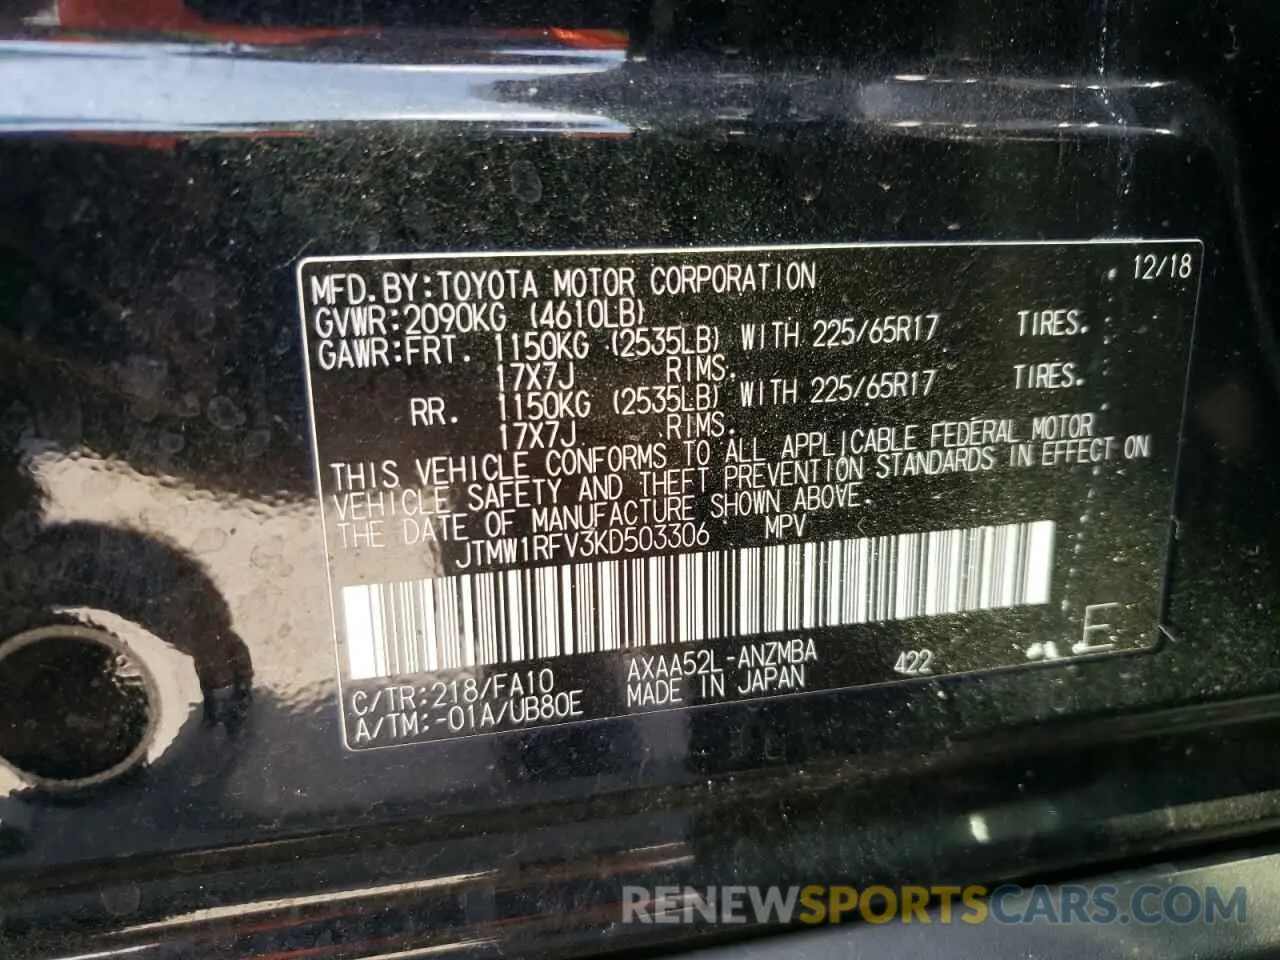 MFD.BY:TOYOTA MOTOR CORPORATION 12/18
GVWR:2090KG (4610LB)
GAWR:FRT. 1150KG (2535LB) WITH 225/65R17 TIRES.
17X7J RIMS.
RR. 1150KG (2535LB) WITH 225/65R17 TIRES.
17X7J RIMS.
THIS VEHICLE CONFORMS TO ALL APPLICABLE FEDERAL MOTOR
VEHICLE SAFETY AND THEFT PREVENTION STANDARDS IN EFFECT ON
THE DATE OF MANUFACTURE SHOWN ABOVE.
JTMW1RFV3KD503306 MPV
E
C/TR:218/FA10 AXAA52L-ANZMBA 422
A/TM:-01A/UB80E MADE IN JAPAN
RENEWSPORTSCARS.COM